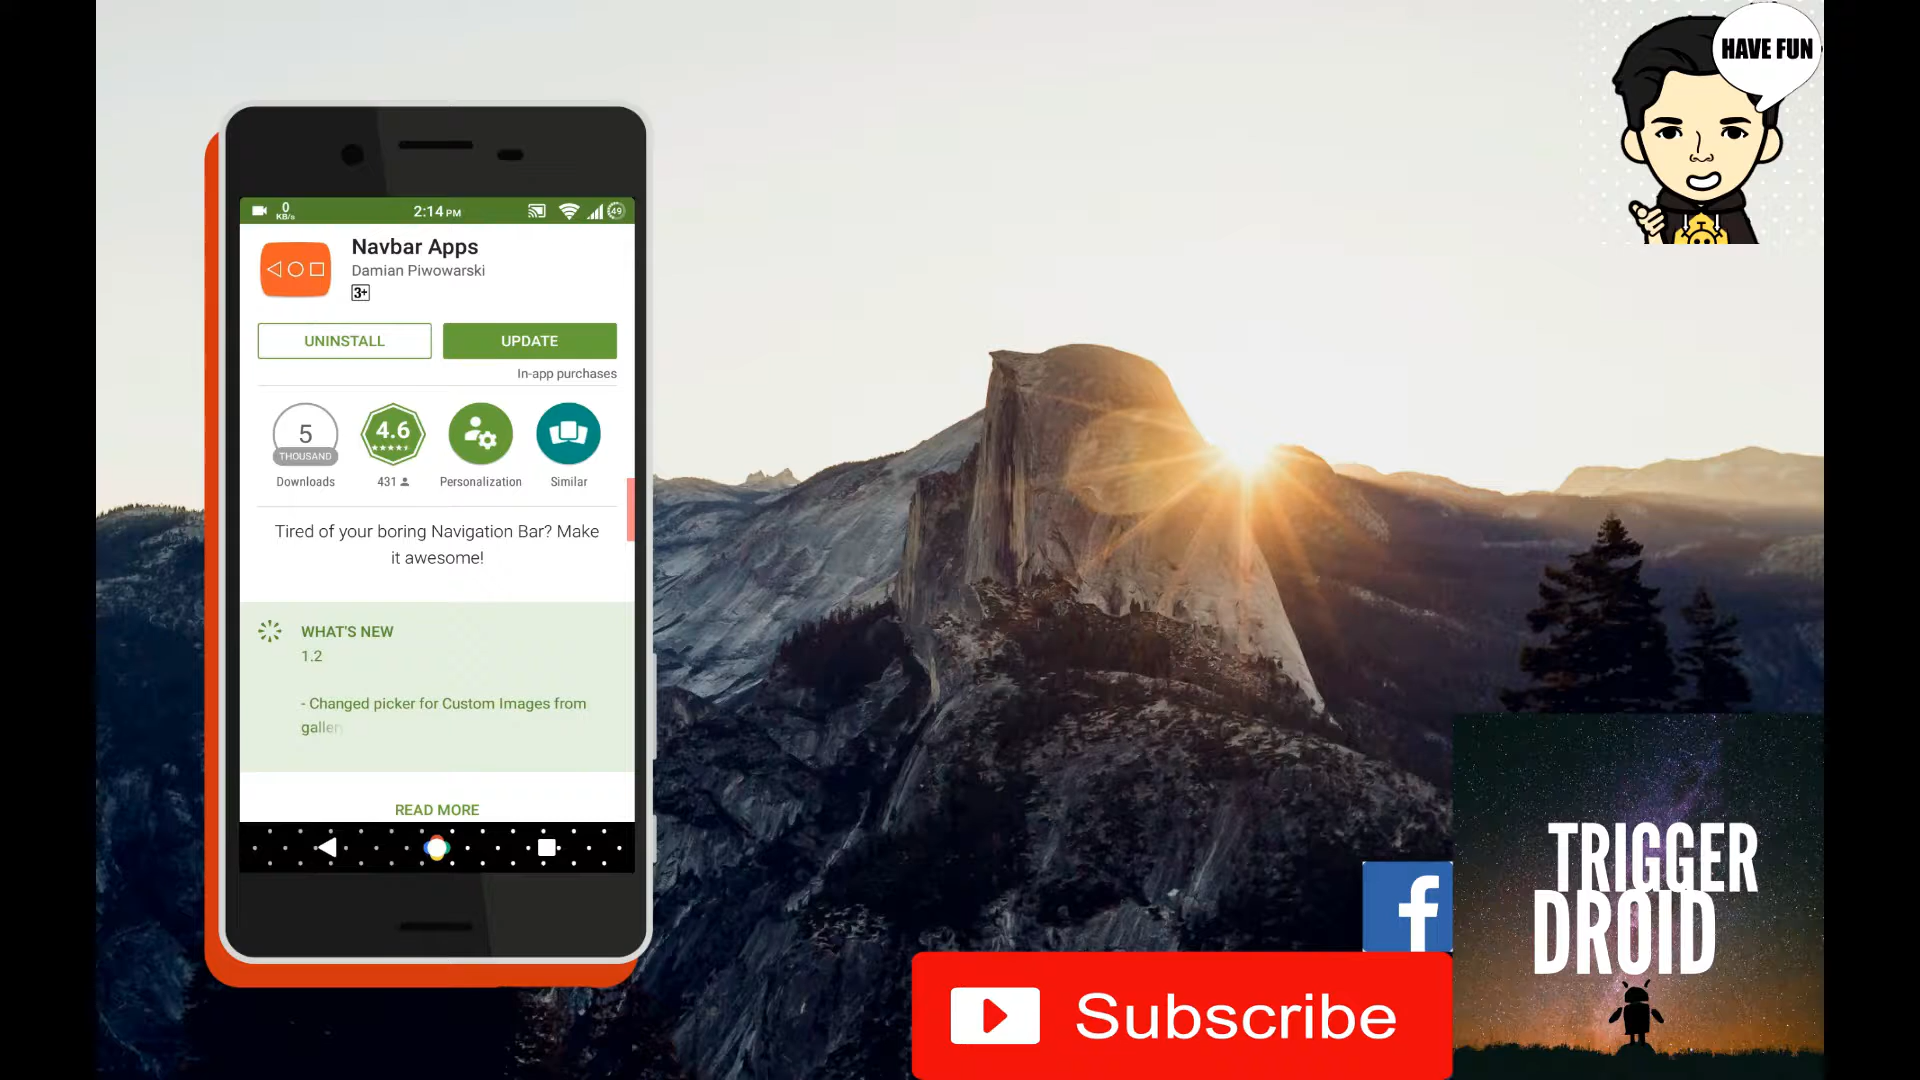 HAVE FUN
0
KB/s
2:14 PM
49
Navbar Apps
Damian Piwowarski
3+
UNINSTALL
UPDATE
In-app purchases
5
THOUSAND
4.6
Downloads
431
Personalization
Similar
Tired of your boring Navigation Bar? Make
it awesome!
WHAT'S NEW
1.2
- Changed picker for Custom Images from
gallery
READ MORE
TRIGGER
DROID
f
Subscribe